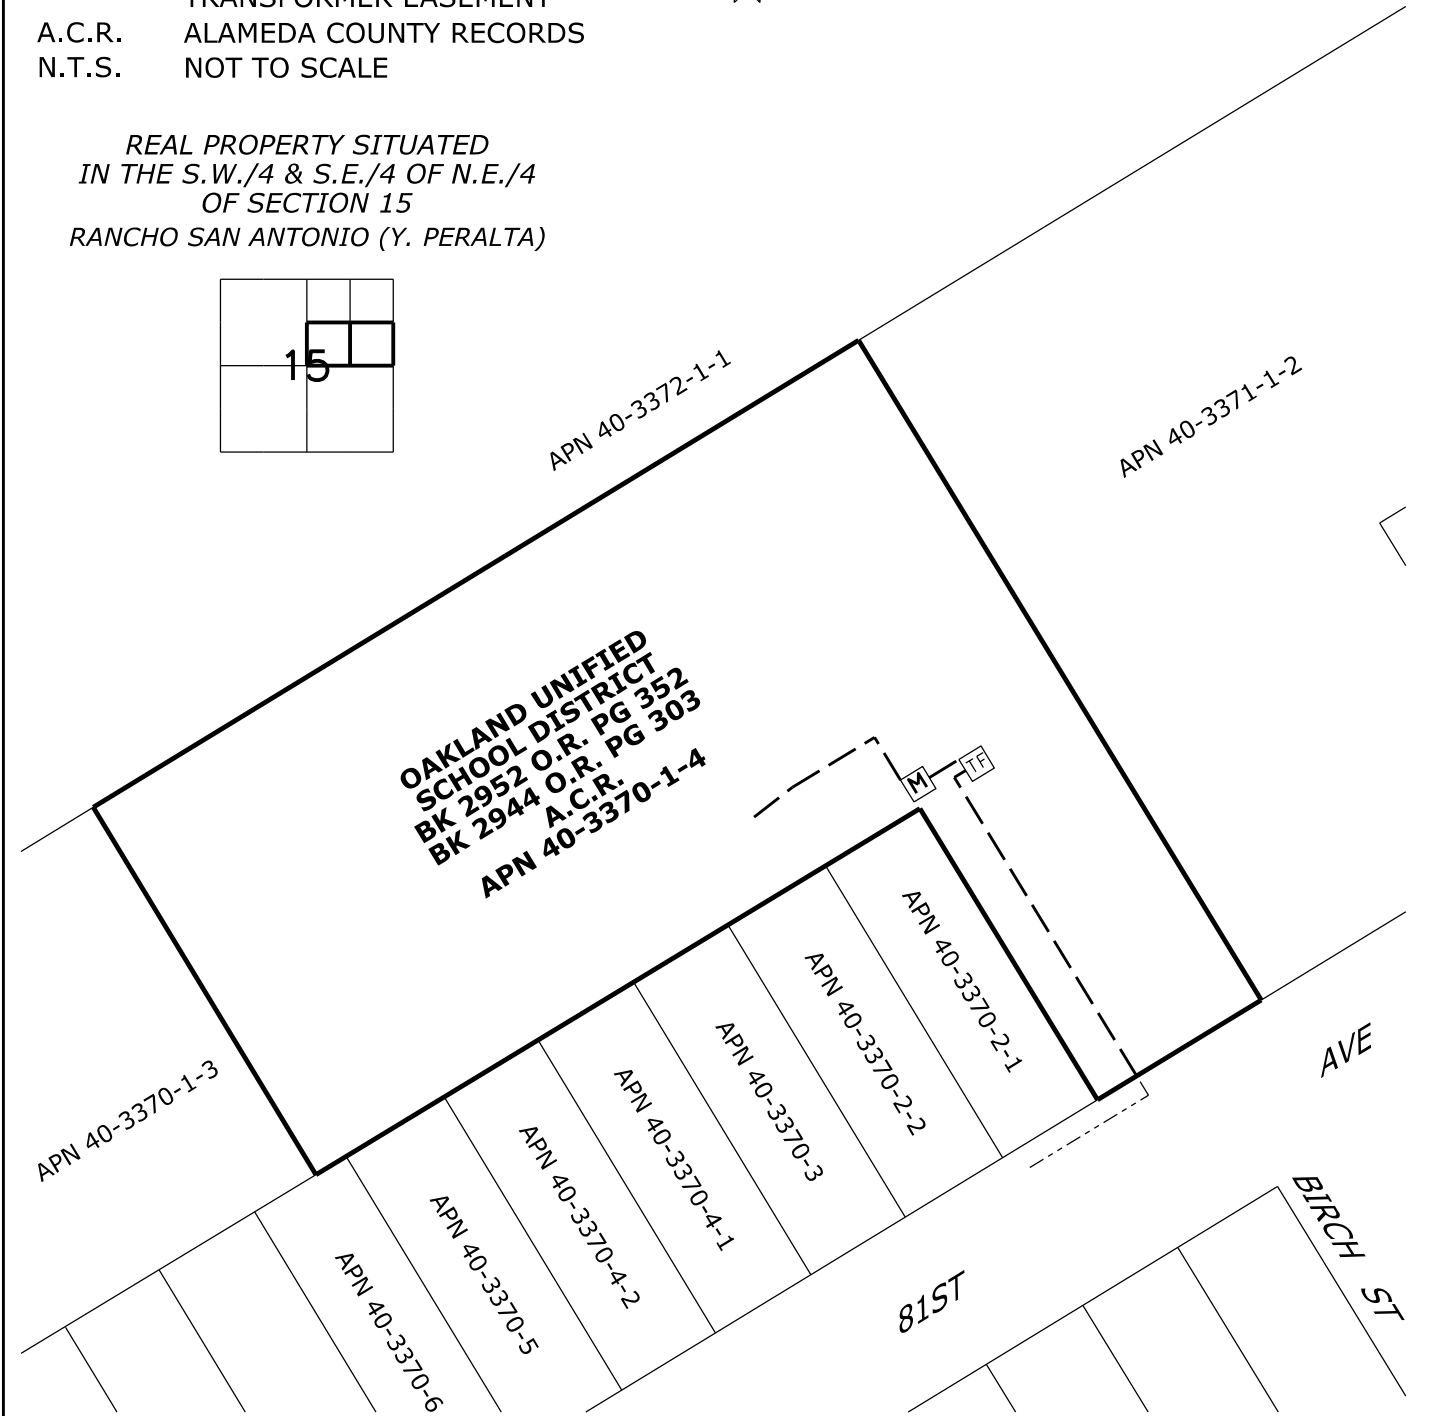 TRANSFORMER EASEMENT
A.C.R. ALAMEDA COUNTY RECORDS
N.T.S. NOT TO SCALE
REAL PROPERTY SITUATED
IN THE S.W./4 & S.E./4 OF N.E./4
OF SECTION 15
RANCHO SAN ANTONIO (Y. PERALTA)
15
APN 40-3372-1-1
APN 40-3371-1-2
OAKLAND UNIFIED
SCHOOL DISTRICT
BK 2952 O.R. PG 352
BK 2944 O.R. PG 303
A.C.R.
APN 40-3370-1-4
M
TF
APN 40-3370-1-3
APN 40-3370-2-1
APN 40-3370-2-2
APN 40-3370-3
APN 40-3370-4-1
APN 40-3370-4-2
APN 40-3370-5
APN 40-3370-6
81ST AVE
BIRCH ST